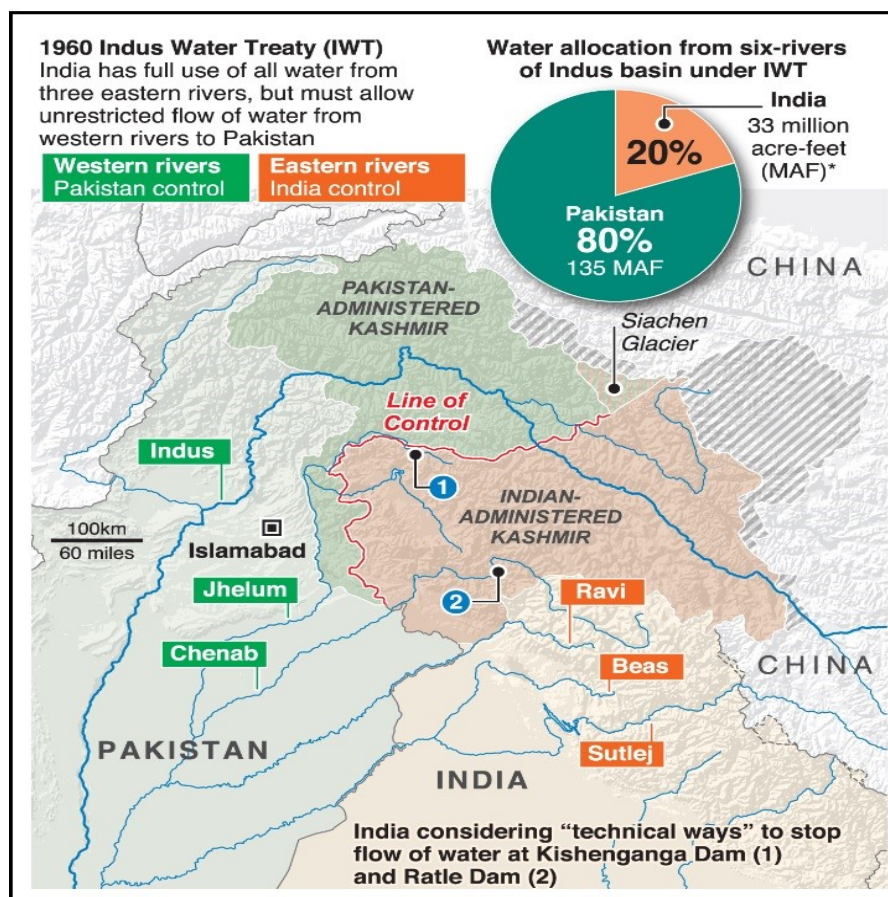 1960 Indus Water Treaty (IWT)
India has full use of all water from
three eastern rivers, but must allow
unrestricted flow of water from
western rivers to Pakistan
Western rivers
Pakistan control
Eastern rivers
India control
Water allocation from six-rivers
of Indus basin under IWT
India
33 million
acre-feet
(MAF)*
20%
Pakistan
80%
135 MAF
CHINA
PAKISTAN-
ADMINISTERED
KASHMIR
Siachen
Glacier
Line of
Control
Indus
1
INDIAN-
ADMINISTERED
KASHMIR
100km
60 miles
Islamabad
Jhelum
2
Ravi
Chenab
Beas
CHINA
PAKISTAN
Sutlej
INDIA
India considering “technical ways” to stop
flow of water at Kishenganga Dam (1)
and Ratle Dam (2)